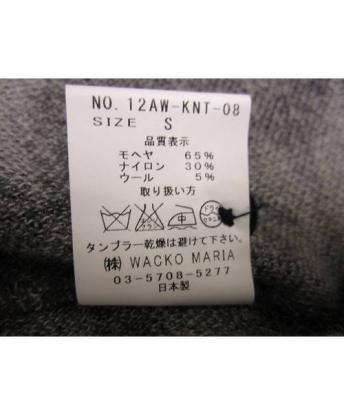 NO. 12AW-KNT-08
SIZE S
品質表示
モヘヤ 65%
ナイロン 30%
ウール 5%
取り扱い方
タンブラー乾燥は避けて下さい。
(株) WACKO MARIA
03-5708-5277
日本製